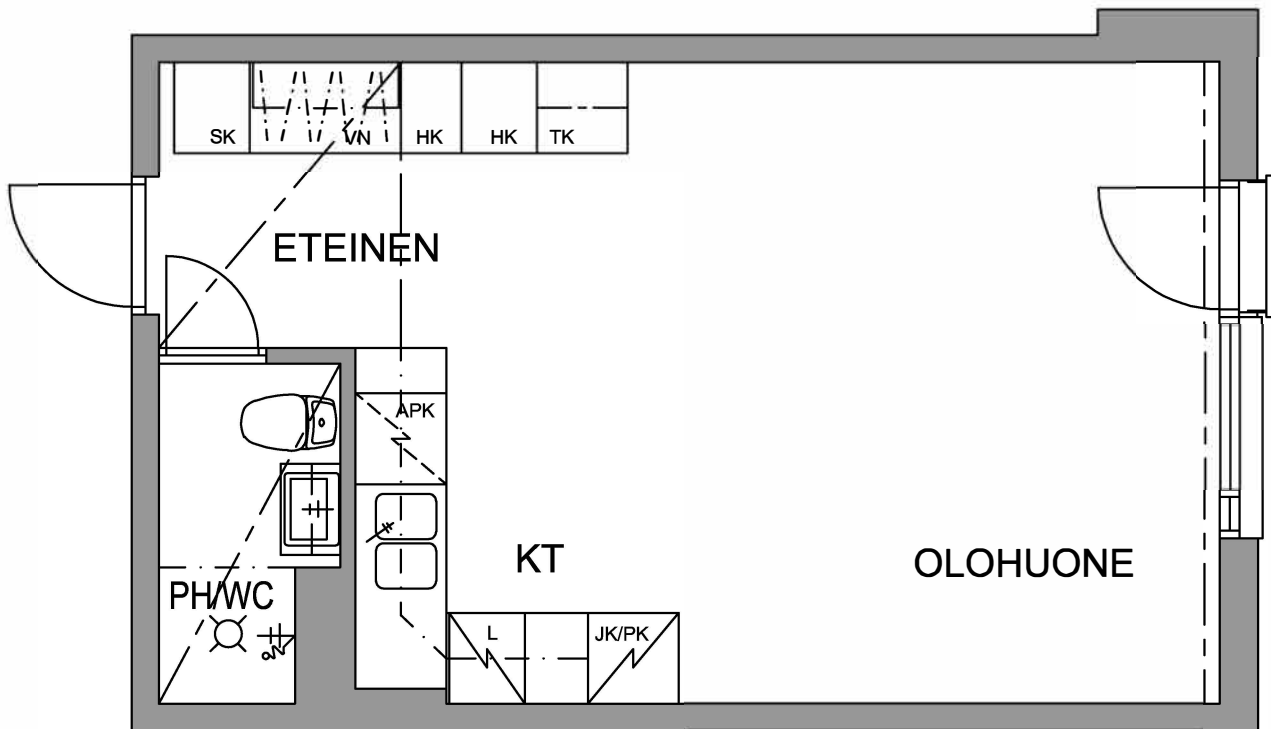 SK VN HK HK TK
ETEINEN
APK
KT
OLOHUONE
PH/WC
L
JK/PK